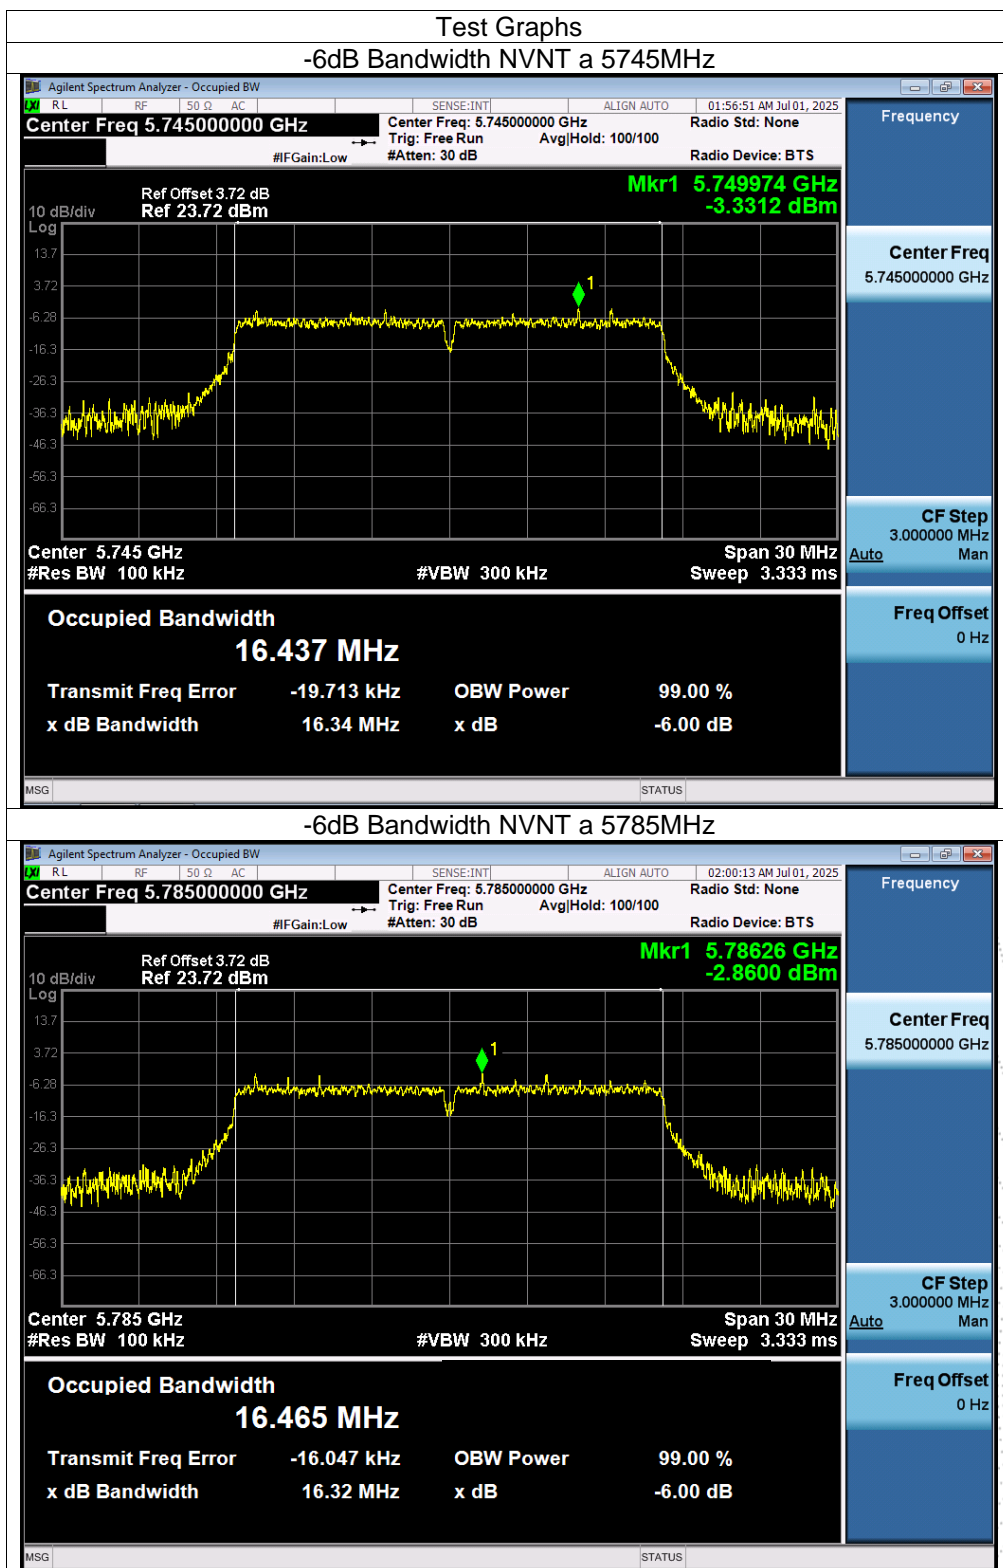 Test Graphs
-6dB Bandwidth NVNT a 5745MHz
Agilent Spectrum Analyzer - Occupied BW
LXI RL RF 50 Ω AC SENSE:INT ALIGN AUTO 01:56:51 AM Jul 01, 2025
Center Freq 5.745000000 GHz
Center Freq: 5.745000000 GHz
Radio Std: None
Trig: Free Run Avg|Hold: 100/100
#IFGain:Low
#Atten: 30 dB
Radio Device: BTS
Frequency
Mkr1 5.749974 GHz
-3.3312 dBm
Ref Offset 3.72 dB
10 dB/div Ref 23.72 dBm
Log
13.7
3.72
-6.28
-16.3
-26.3
-36.3
-46.3
-56.3
-66.3
1
Center 5.745 GHz Span 30 MHz
#Res BW 100 kHz #VBW 300 kHz Sweep 3.333 ms
Center Freq
5.745000000 GHz
CF Step
3.000000 MHz
Auto Man
Freq Offset
0 Hz
Occupied Bandwidth
16.437 MHz
Transmit Freq Error -19.713 kHz OBW Power 99.00 %
x dB Bandwidth 16.34 MHz x dB -6.00 dB
MSG STATUS
-6dB Bandwidth NVNT a 5785MHz
Agilent Spectrum Analyzer - Occupied BW
LXI RL RF 50 Ω AC SENSE:INT ALIGN AUTO 02:00:13 AM Jul 01, 2025
Center Freq 5.785000000 GHz
Center Freq: 5.785000000 GHz
Radio Std: None
Trig: Free Run Avg|Hold: 100/100
#IFGain:Low
#Atten: 30 dB
Radio Device: BTS
Frequency
Mkr1 5.78626 GHz
-2.8600 dBm
Ref Offset 3.72 dB
10 dB/div Ref 23.72 dBm
Log
13.7
3.72
-6.28
-16.3
-26.3
-36.3
-46.3
-56.3
-66.3
1
Center 5.785 GHz Span 30 MHz
#Res BW 100 kHz #VBW 300 kHz Sweep 3.333 ms
Center Freq
5.785000000 GHz
CF Step
3.000000 MHz
Auto Man
Freq Offset
0 Hz
Occupied Bandwidth
16.465 MHz
Transmit Freq Error -16.047 kHz OBW Power 99.00 %
x dB Bandwidth 16.32 MHz x dB -6.00 dB
MSG STATUS